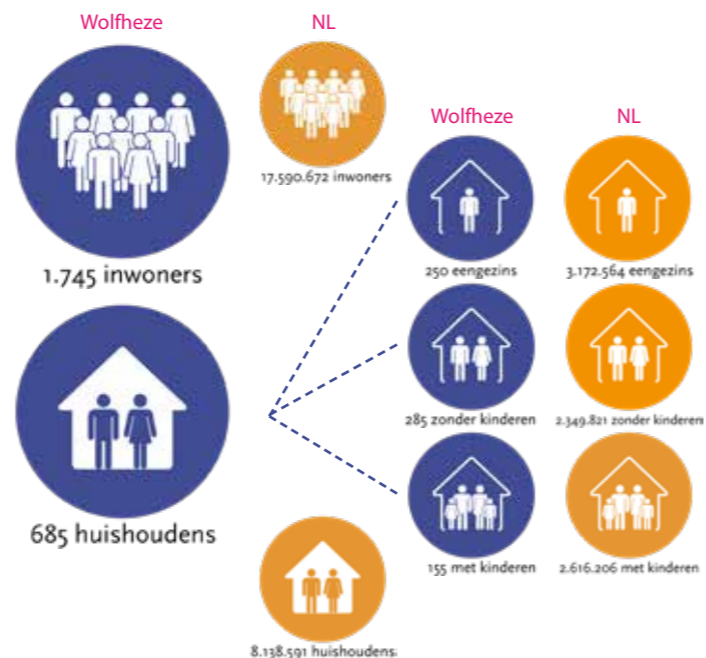 Wolfheze
NL
1.745 inwoners
17.590.672 inwoners
685 huishoudens
8.138.591 huishoudens
Wolfheze
NL
250 eengezins
3.172.564 eengezins
285 zonder kinderen
2.349.821 zonder kinderen
155 met kinderen
2.616.206 met kinderen